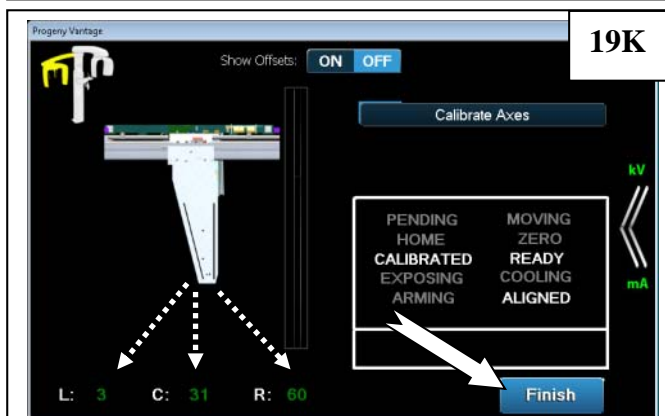 Progeny Vantage
19K
Show Offsets: ON OFF
Calibrate Axes
kV
PENDING MOVING
HOME ZERO
CALIBRATED READY
EXPOSING COOLING
ARMING ALIGNED
mA
L: 3 C: 31 R: 60
Finish